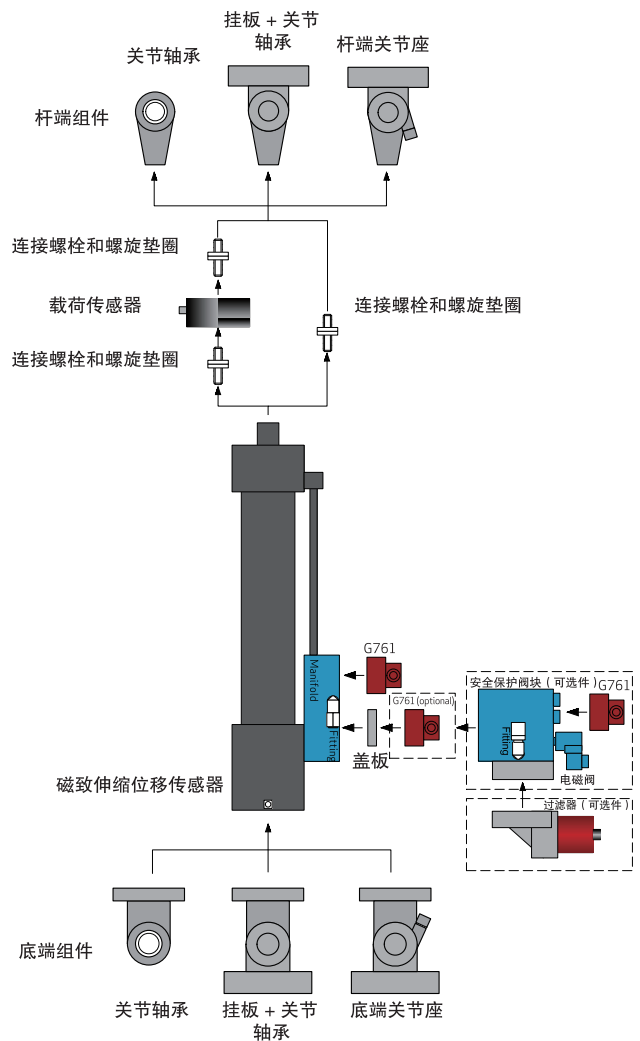 挂板 + 关节
轴承
关节轴承
杆端关节座
杆端组件
连接螺栓和螺旋垫圈
载荷传感器
连接螺栓和螺旋垫圈
连接螺栓和螺旋垫圈
G761
Manifold
Fitting
G761 (optional)
盖板
安全保护阀块（可选件）
G761
Fitting
电磁阀
过滤器（可选件）
磁致伸缩位移传感器
底端组件
关节轴承
挂板 + 关节
轴承
底端关节座